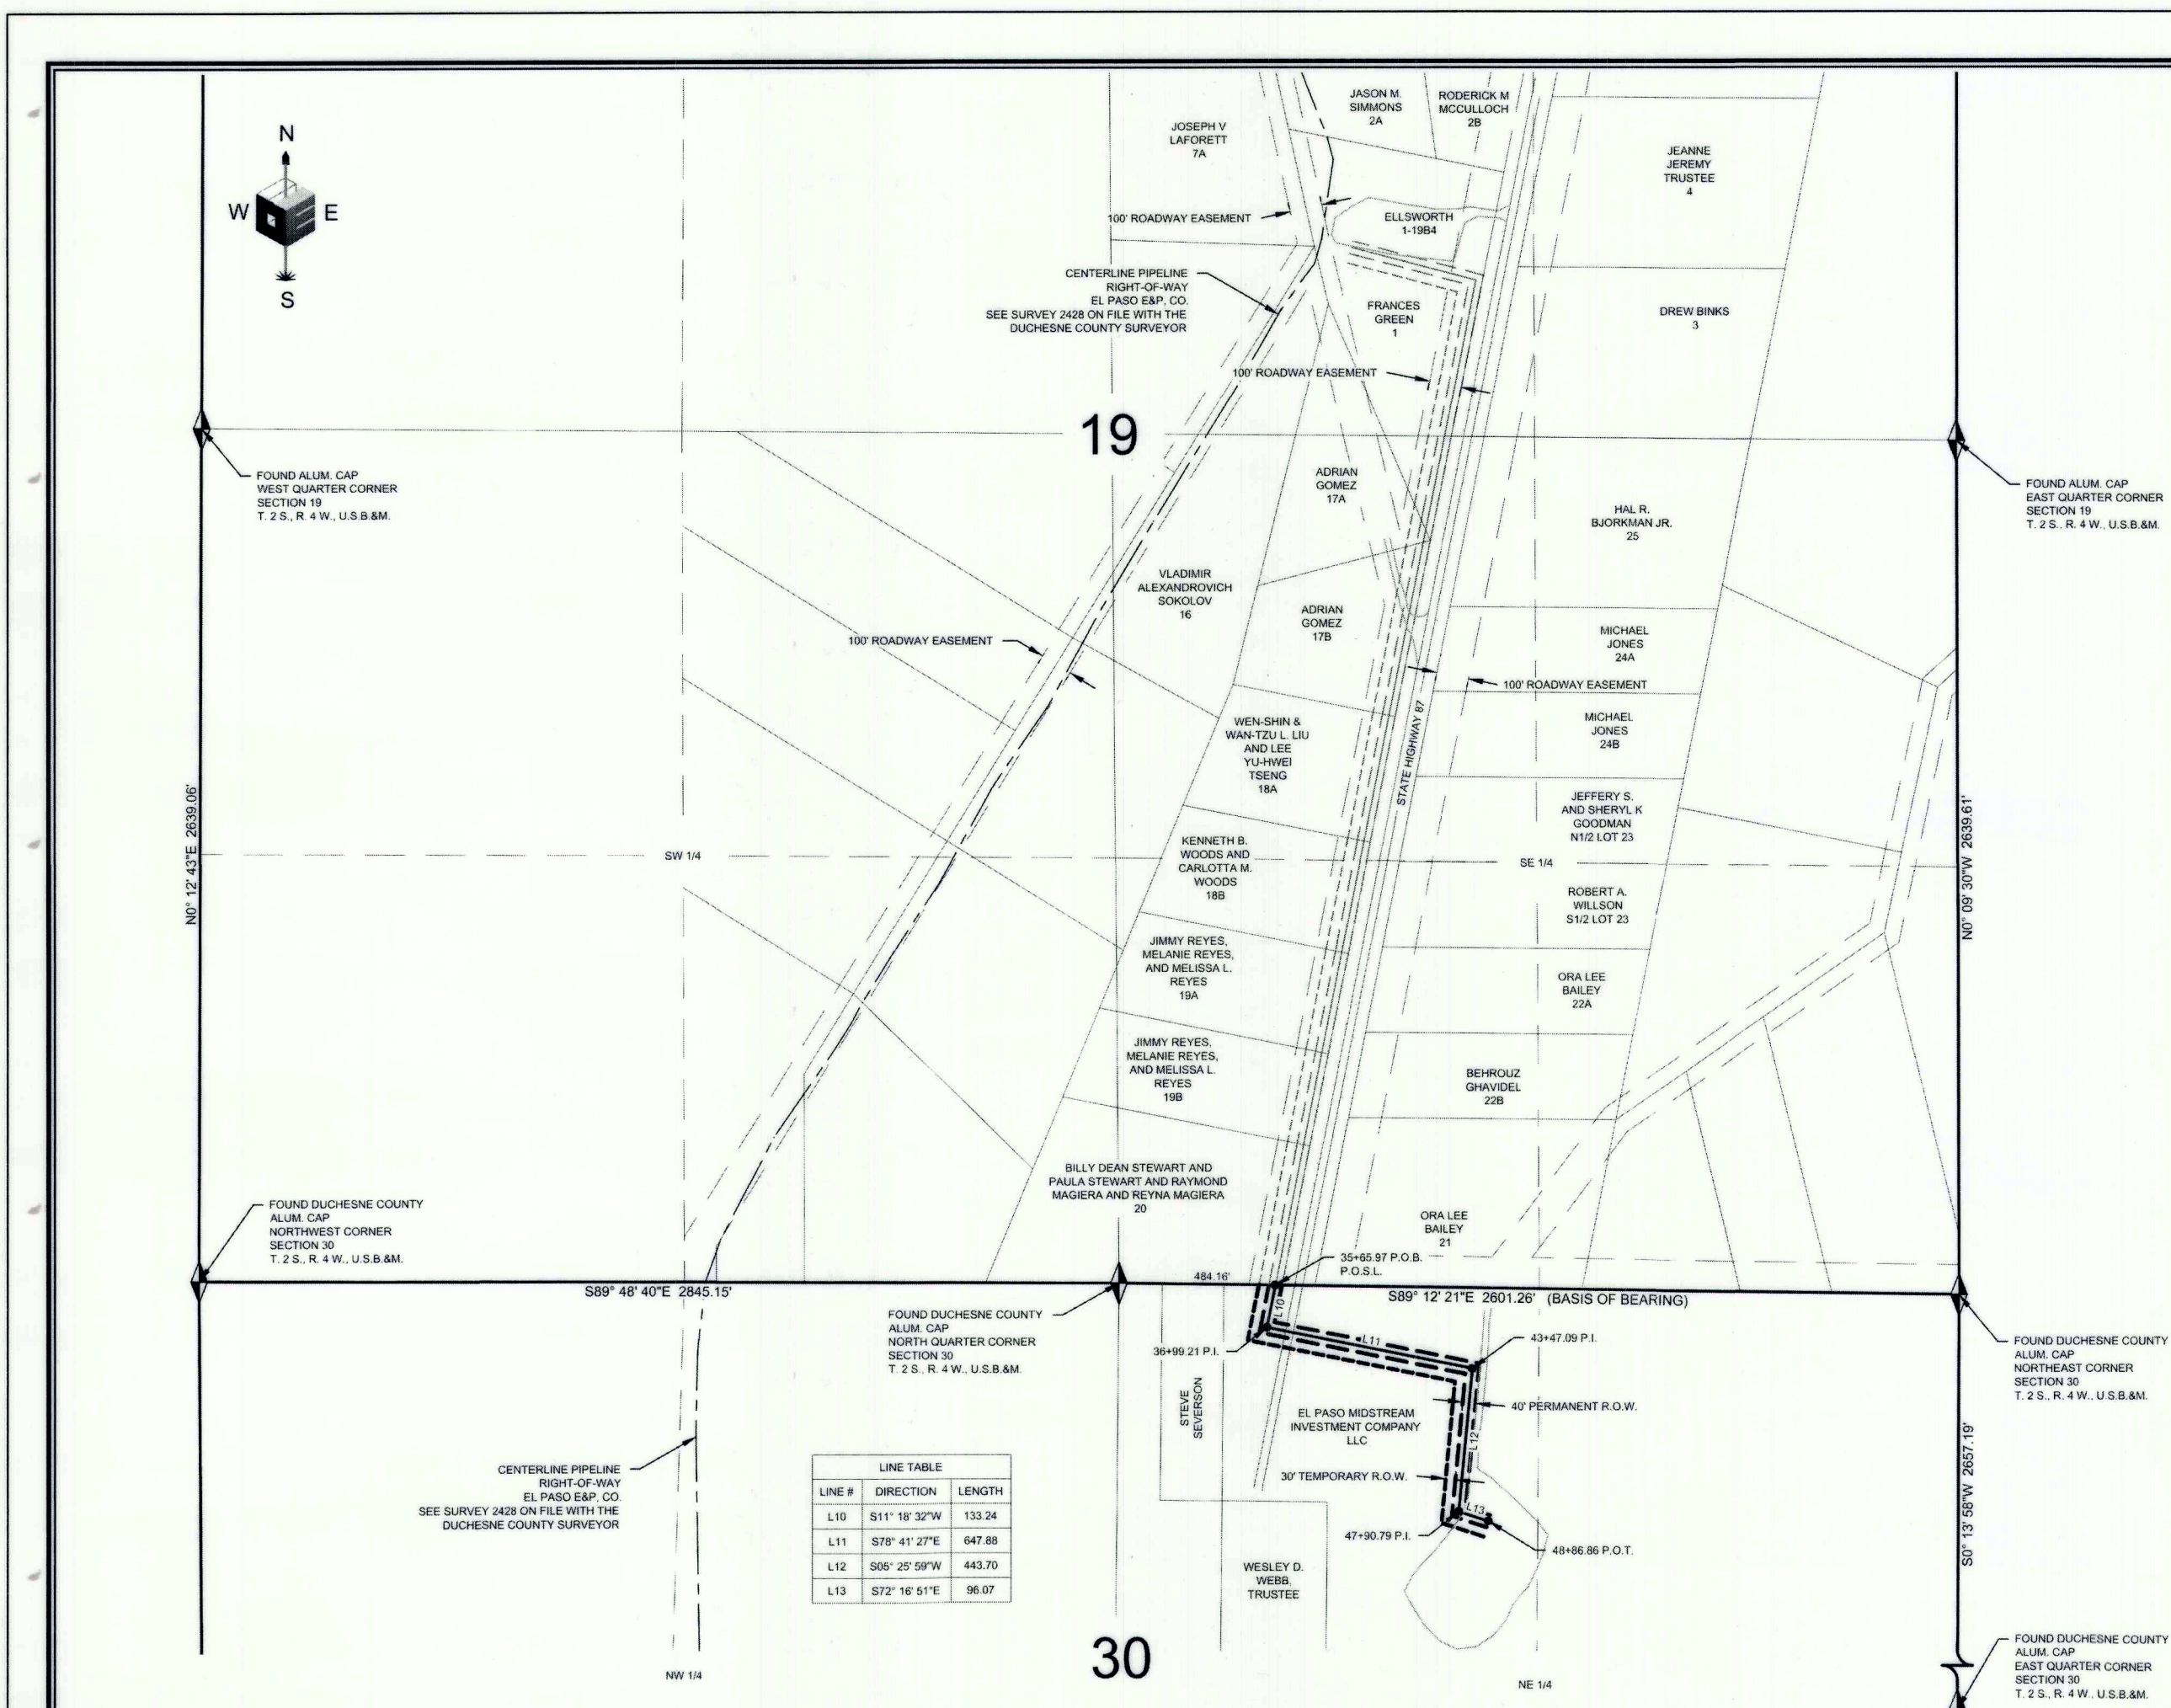 N
W
E
S
JOSEPH V
LAFORETT
7A
JASON M.
SIMMONS
2A
RODERICK M
MCCULLOCH
2B
JEANNE
JEREMY
TRUSTEE
4
100' ROADWAY EASEMENT
ELLSWORTH
1-19B4
CENTERLINE PIPELINE
RIGHT-OF-WAY
EL PASO E&P, CO.
SEE SURVEY 2428 ON FILE WITH THE
DUCHESNE COUNTY SURVEYOR
FRANCES
GREEN
1
DREW BINKS
3
100' ROADWAY EASEMENT
19
FOUND ALUM. CAP
WEST QUARTER CORNER
SECTION 19
T. 2 S., R. 4 W., U.S.B.&M.
ADRIAN
GOMEZ
17A
HAL R.
BJORKMAN JR.
25
FOUND ALUM. CAP
EAST QUARTER CORNER
SECTION 19
T. 2 S., R. 4 W., U.S.B.&M.
VLADIMIR
ALEXANDROVICH
SOKOLOV
16
ADRIAN
GOMEZ
17B
100' ROADWAY EASEMENT
MICHAEL
JONES
24A
100' ROADWAY EASEMENT
STATE HIGHWAY 87
WEN-SHIN &
WAN-TZU L. LIU
AND LEE
YU-HWEI
TSENG
18A
MICHAEL
JONES
24B
N0° 12' 43"E 2639.06'
JEFFERY S.
AND SHERYL K
GOODMAN
N1/2 LOT 23
N0° 09' 30"W 2639.61'
SW 1/4
KENNETH B.
WOODS AND
CARLOTTA M.
WOODS
18B
SE 1/4
ROBERT A.
WILLSON
S1/2 LOT 23
JIMMY REYES,
MELANIE REYES,
AND MELISSA L.
REYES
19A
ORA LEE
BAILEY
22A
JIMMY REYES,
MELANIE REYES,
AND MELISSA L.
REYES
19B
BEHROUZ
GHAVIDEL
22B
BILLY DEAN STEWART AND
PAULA STEWART AND RAYMOND
MAGIERA AND REYNA MAGIERA
20
ORA LEE
BAILEY
21
FOUND DUCHESNE COUNTY
ALUM. CAP
NORTHWEST CORNER
SECTION 30
T. 2 S., R. 4 W., U.S.B.&M.
35+65.97 P.O.B.
P.O.S.L.
484.16'
S89° 48' 40"E 2845.15'
S89° 12' 21"E 2601.26' (BASIS OF BEARING)
FOUND DUCHESNE COUNTY
ALUM. CAP
NORTH QUARTER CORNER
SECTION 30
T. 2 S., R. 4 W., U.S.B.&M.
L10
L11
36+99.21 P.I.
43+47.09 P.I.
FOUND DUCHESNE COUNTY
ALUM. CAP
NORTHEAST CORNER
SECTION 30
T. 2 S., R. 4 W., U.S.B.&M.
STEVE
SEVERSON
EL PASO MIDSTREAM
INVESTMENT COMPANY
LLC
40' PERMANENT R.O.W.
L12
30' TEMPORARY R.O.W.
L13
47+90.79 P.I.
48+86.86 P.O.T.
S0° 13' 58"W 2657.19'
CENTERLINE PIPELINE
RIGHT-OF-WAY
EL PASO E&P, CO.
SEE SURVEY 2428 ON FILE WITH THE
DUCHESNE COUNTY SURVEYOR
LINE TABLE
LINE # DIRECTION LENGTH
L10 S11° 18' 32"W 133.24
L11 S78° 41' 27"E 647.88
L12 S05° 25' 59"W 443.70
L13 S72° 16' 51"E 96.07
WESLEY D.
WEBB,
TRUSTEE
30
NW 1/4
NE 1/4
FOUND DUCHESNE COUNTY
ALUM. CAP
EAST QUARTER CORNER
SECTION 30
T. 2 S., R. 4 W., U.S.B.&M.